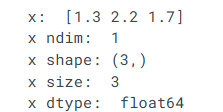 x:  [1.3 2.2 1.7]
x ndim:  1
x shape: (3,)
x size:  3
x dtype:  float64